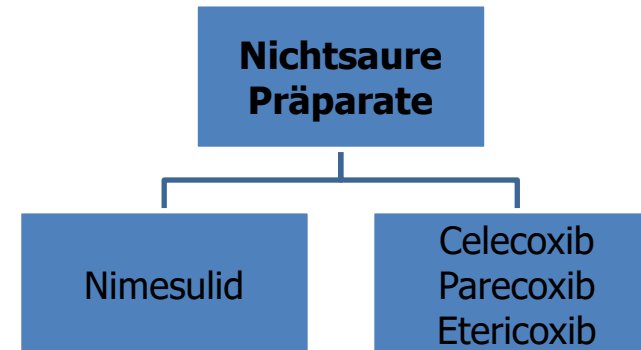 Nichtsaure
Präparate
Nimesulid
Celecoxib
Parecoxib
Etericoxib